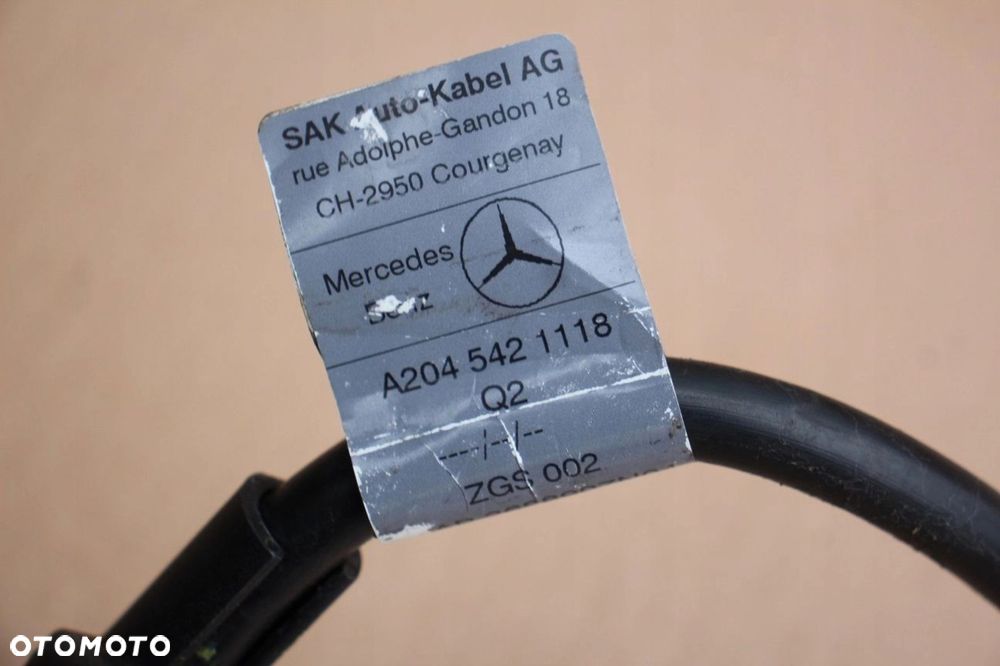 SAK Auto-Kabel AG
rue Adolphe-Gandon 18
CH-2950 Courgenay
Mercedes
Benz
A204 542 1118
Q2
----/--/--
ZGS 002
OTOMOTO